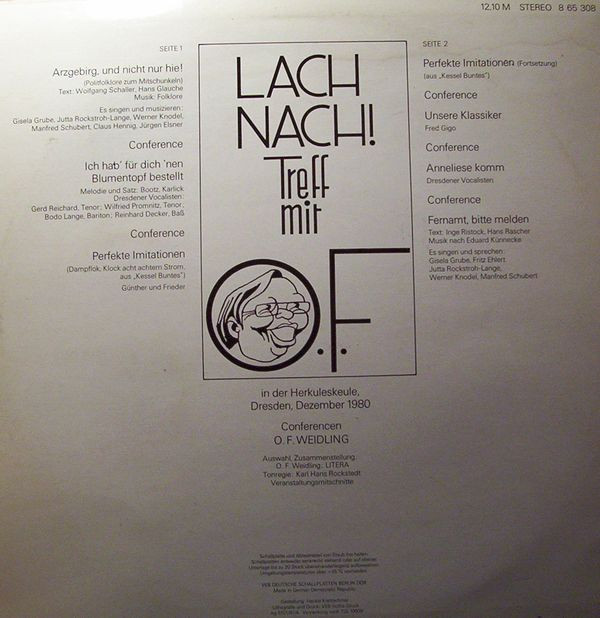 12.10 M STEREO 8 65 308
SEITE 1
Arzgebirg, und nicht nur hie!
(Politfolklore zum Mitschunkeln)
Text: Wolfgang Schaller, Hans Glauche
Musik: Folklore
Es singen und musizieren:
Gisela Grube, Jutta Rockstroh-Lange, Werner Knodel,
Manfred Schubert, Claus Hennig, Jürgen Elsner
Conference
Ich hab' für dich 'nen
Blumentopf bestellt
Melodie und Satz: Bootz, Karlick
Dresdener Vocalisten:
Gerd Reichard, Tenor; Wilfried Promnitz, Tenor;
Bodo Lange, Bariton; Reinhard Decker, Baß
Conference
Perfekte Imitationen
(Dampflok, Klock acht achtern Strom,
aus „Kessel Buntes")
Günther und Frieder
LACH
NACH!
Treff
mit
O.F.
in der Herkuleskeule,
Dresden, Dezember 1980
Conferencen
O. F. WEIDLING
Auswahl, Zusammenstellung:
O. F. Weidling, LITERA
Tonregie: Karl Hans Rockstedt
Veranstaltungsmitschnitte
SEITE 2
Perfekte Imitationen (Fortsetzung)
(aus „Kessel Buntes")
Conference
Unsere Klassiker
Fred Gigo
Conference
Anneliese komm
Dresdener Vocalisten
Conference
Fernamt, bitte melden
Text: Inge Ristock, Hans Rascher
Musik nach Eduard Künnecke
Es singen und sprechen:
Gisela Grube, Fritz Ehlert
Jutta Rockstroh-Lange,
Werner Knodel, Manfred Schubert
VEB DEUTSCHE SCHALLPLATTEN BERLIN DDR
Made in German Democratic Republic